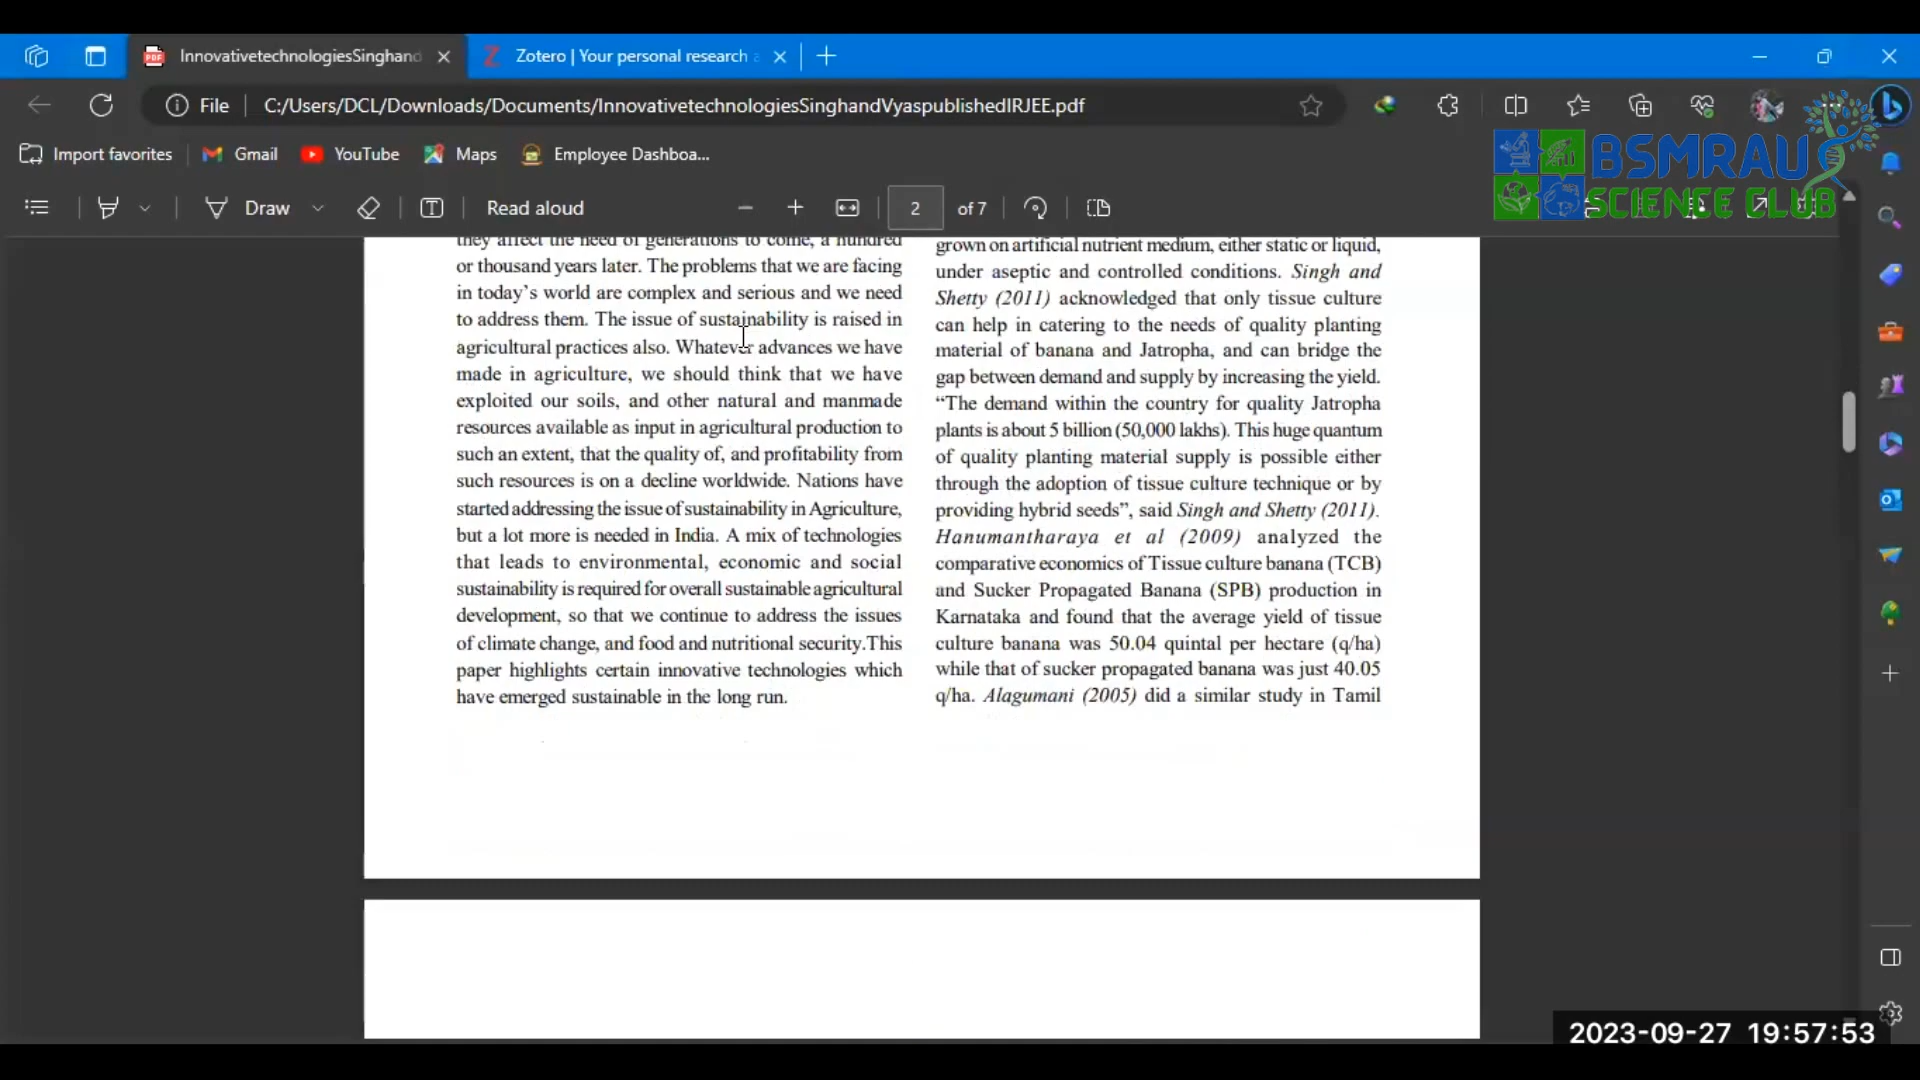 InnovativetechnologiesSinghand
Zotero | Your personal research a
File
C:/Users/DCL/Downloads/Documents/InnovativetechnologiesSinghandVyaspublishedIRJEE.pdf
Import favorites
Gmail
YouTube
Maps
Employee Dashboa...
BSMRAU
SCIENCE CLUB
Draw
Read aloud
2
of 7
they affect the need of generations to come, a hundred
or thousand years later. The problems that we are facing
in today's world are complex and serious and we need
to address them. The issue of sustainability is raised in
agricultural practices also. Whatever advances we have
made in agriculture, we should think that we have
exploited our soils, and other natural and manmade
resources available as input in agricultural production to
such an extent, that the quality of, and profitability from
such resources is on a decline worldwide. Nations have
started addressing the issue of sustainability in Agriculture,
but a lot more is needed in India. A mix of technologies
that leads to environmental, economic and social
sustainability is required for overall sustainable agricultural
development, so that we continue to address the issues
of climate change, and food and nutritional security.This
paper highlights certain innovative technologies which
have emerged sustainable in the long run.
grown on artificial nutrient medium, either static or liquid,
under aseptic and controlled conditions. Singh and
Shetty (2011) acknowledged that only tissue culture
can help in catering to the needs of quality planting
material of banana and Jatropha, and can bridge the
gap between demand and supply by increasing the yield.
“The demand within the country for quality Jatropha
plants is about 5 billion (50,000 lakhs). This huge quantum
of quality planting material supply is possible either
through the adoption of tissue culture technique or by
providing hybrid seeds”, said Singh and Shetty (2011).
Hanumantharaya et al (2009) analyzed the
comparative economics of Tissue culture banana (TCB)
and Sucker Propagated Banana (SPB) production in
Karnataka and found that the average yield of tissue
culture banana was 50.04 quintal per hectare (q/ha)
while that of sucker propagated banana was just 40.05
q/ha. Alagumani (2005) did a similar study in Tamil
2023-09-27 19:57:53